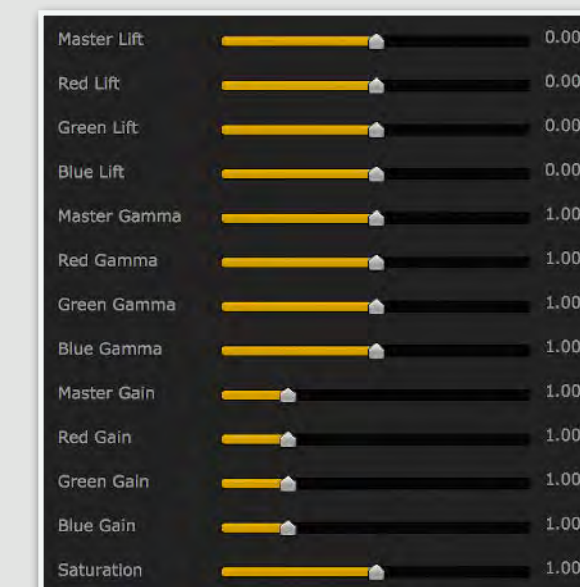 Master Lift 0.00
Red Lift 0.00
Green Lift 0.00
Blue Lift 0.00
Master Gamma 1.00
Red Gamma 1.00
Green Gamma 1.00
Blue Gamma 1.00
Master Gain 1.00
Red Gain 1.00
Green Gain 1.00
Blue Gain 1.00
Saturation 1.00